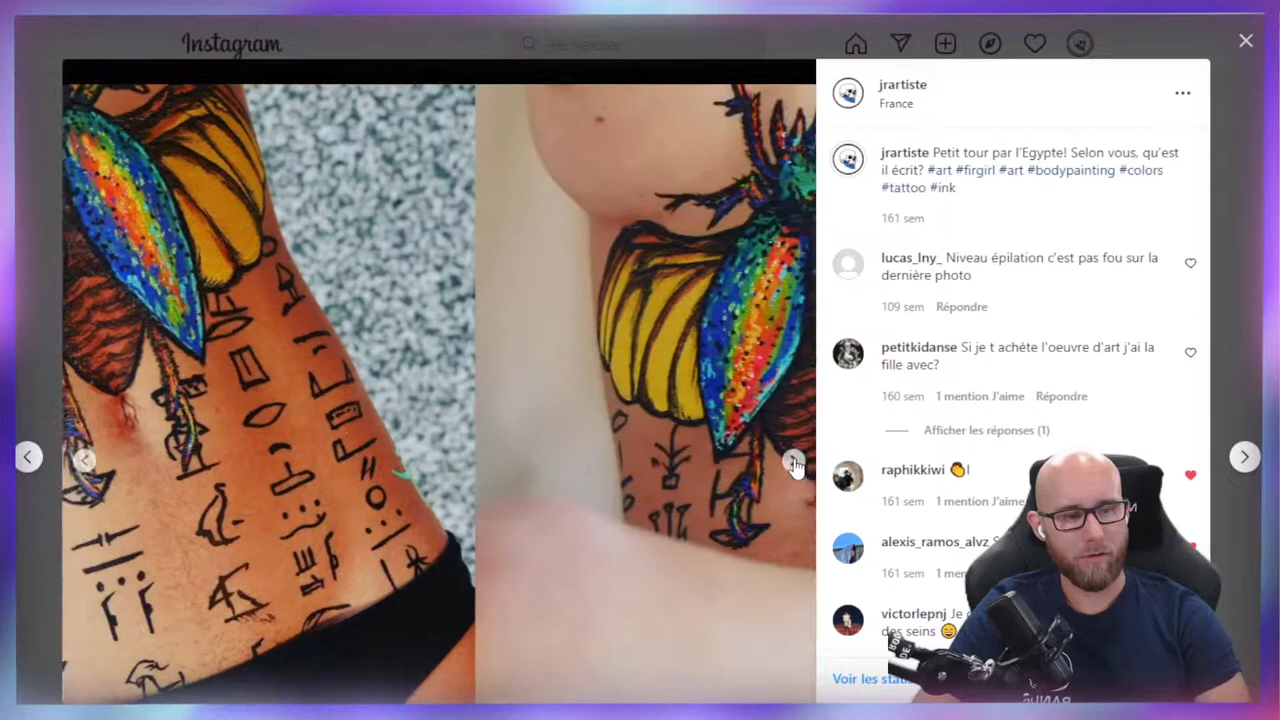 Instagram
Rechercher
jrartiste
France
jrartiste Petit tour par l'Egypte! Selon vous, qu'est
il écrit? #art #firgirl #art #bodypainting #colors
#tattoo #ink
161 sem
lucas_lny_ Niveau épilation c'est pas fou sur la
dernière photo
109 sem Répondre
petitkidanse Si je t achète l'oeuvre d'art j'ai la
fille avec?
160 sem 1 mention J'aime Répondre
Afficher les réponses (1)
raphikkiwi 👏!
161 sem 1 mention J'aime
alexis_ramos_alvz
161 sem 1
victorlepnj Je
des seins 😅
Voir les